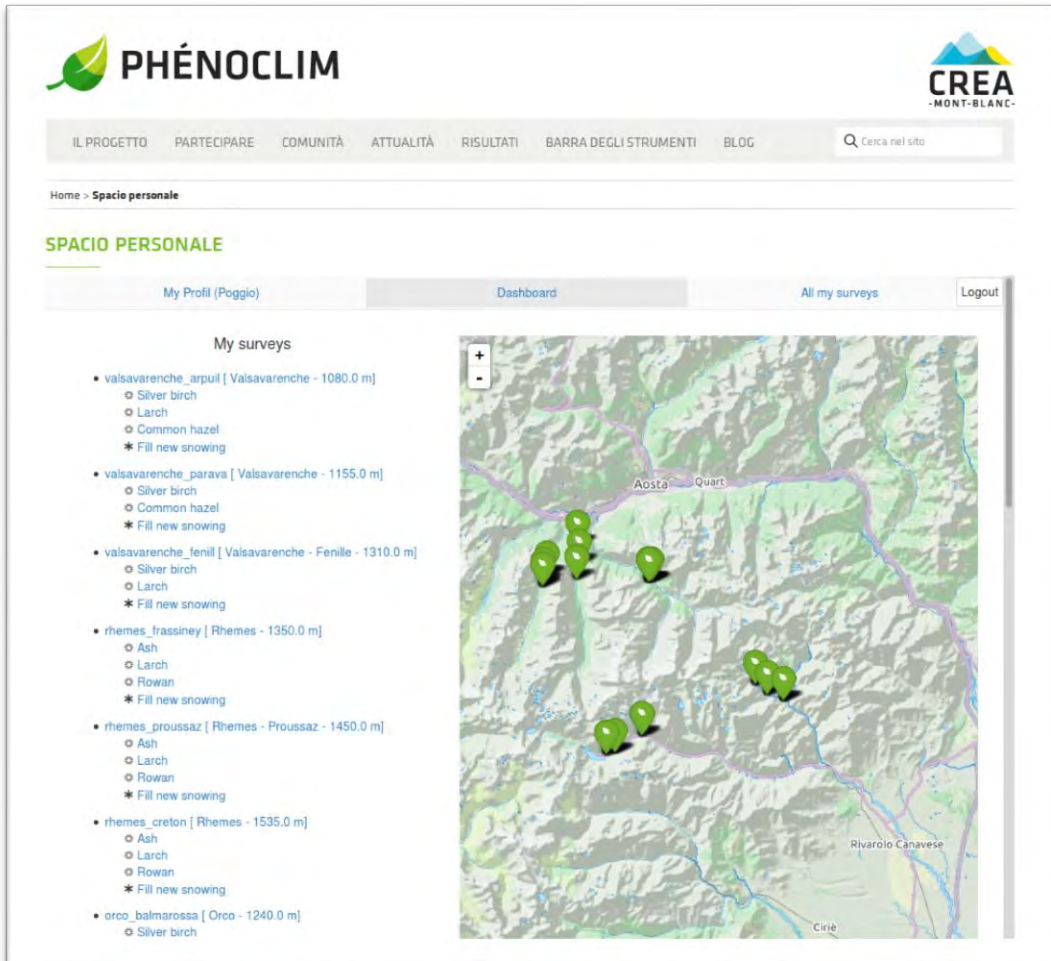 PHÉNOCLIM
CREA
-MONT-BLANC-
IL PROGETTO PARTECIPARE COMUNITÀ ATTUALITÀ RISULTATI BARRA DEGLI STRUMENTI BLOG Cerca nel sito
Home > Spacio personale
SPACIO PERSONALE
My Profil (Poggio) Dashboard All my surveys Logout
My surveys
valsavarenche_arpuil [ Valsavarenche - 1080.0 m]
Silver birch
Larch
Common hazel
Fill new snowing
valsavarenche_parava [ Valsavarenche - 1155.0 m]
Silver birch
Common hazel
Fill new snowing
valsavarenche_fenill [ Valsavarenche - Fenille - 1310.0 m]
Silver birch
Larch
Fill new snowing
rhemes_frassiney [ Rhemes - 1350.0 m]
Ash
Larch
Rowan
Fill new snowing
rhemes_proussaz [ Rhemes - Proussaz - 1450.0 m]
Ash
Larch
Rowan
Fill new snowing
rhemes_creton [ Rhemes - 1535.0 m]
Ash
Larch
Rowan
Fill new snowing
orco_balmarossa [ Orco - 1240.0 m]
Silver birch
+
-
Aosta Quart
Rivarolo Canavese
Ciriè